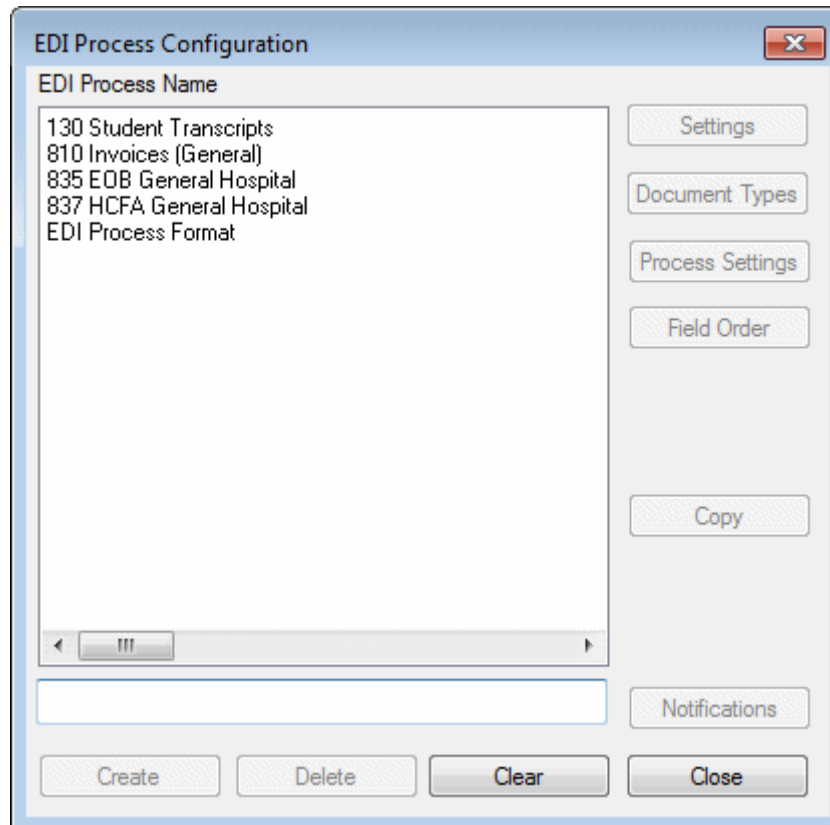 EDI Process Configuration
EDI Process Name
130 Student Transcripts
810 Invoices (General)
835 EOB General Hospital
837 HCFA General Hospital
EDI Process Format
Settings
Document Types
Process Settings
Field Order
Copy
Notifications
Create
Delete
Clear
Close